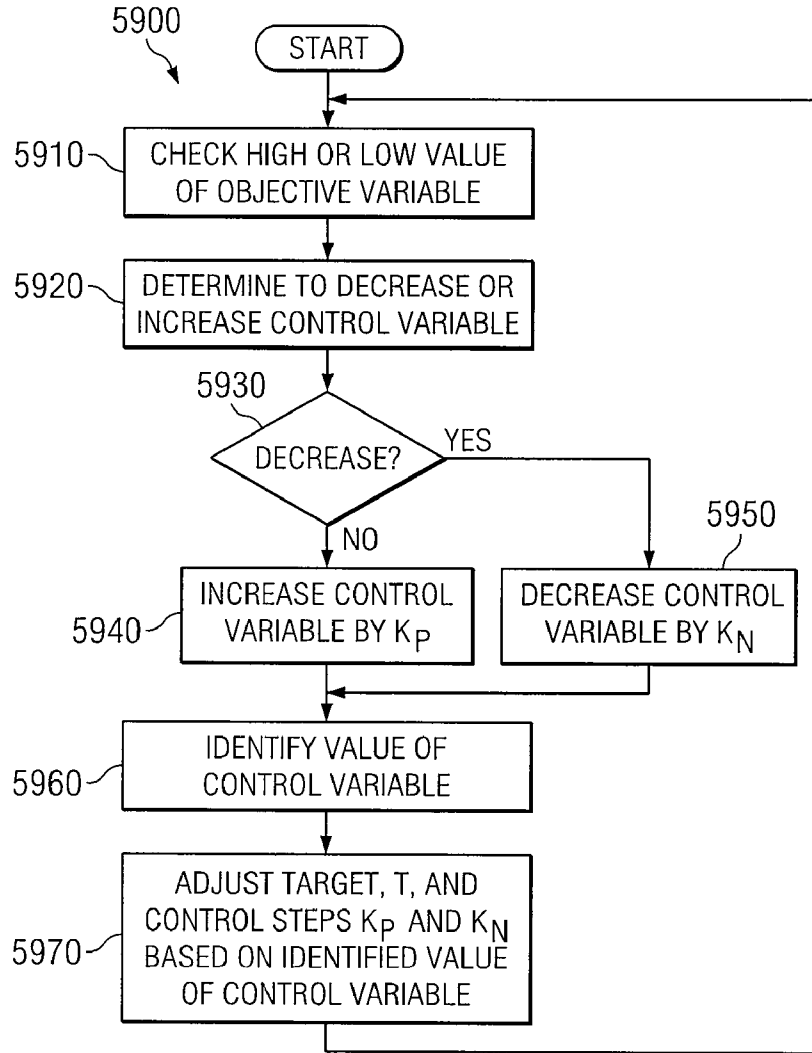 5900
START
5910
CHECK HIGH OR LOW VALUE
OF OBJECTIVE VARIABLE
5920
DETERMINE TO DECREASE OR
INCREASE CONTROL VARIABLE
5930
DECREASE?
YES
NO
5940
INCREASE CONTROL
VARIABLE BY KP
5950
DECREASE CONTROL
VARIABLE BY KN
5960
IDENTIFY VALUE OF
CONTROL VARIABLE
5970
ADJUST TARGET, T, AND
CONTROL STEPS KP AND KN
BASED ON IDENTIFIED VALUE
OF CONTROL VARIABLE